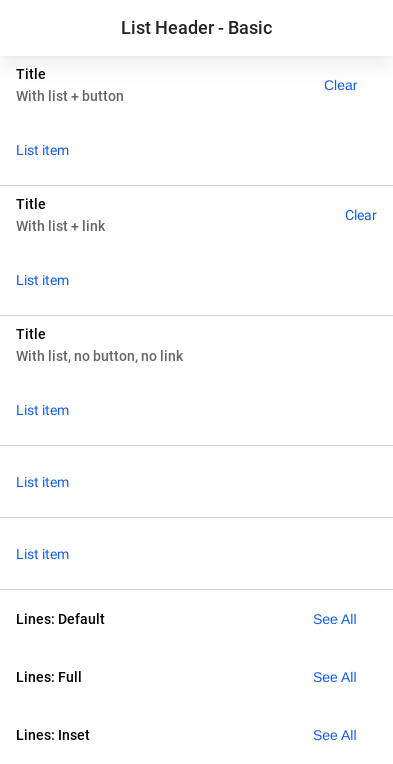 List Header - Basic
Title
With list + button
Clear
List item
Title
With list + link
Clear
List item
Title
With list, no button, no link
List item
List item
List item
Lines: Default
See All
Lines: Full
See All
Lines: Inset
See All